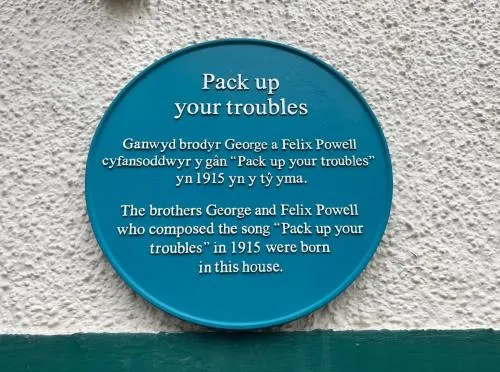 Pack up
your troubles
Ganwyd brodyr George a Felix Powell
cyfansoddwyr y gân “Pack up your troubles”
yn 1915 yn y tŷ yma.
The brothers George and Felix Powell
who composed the song “Pack up your
troubles” in 1915 were born
in this house.